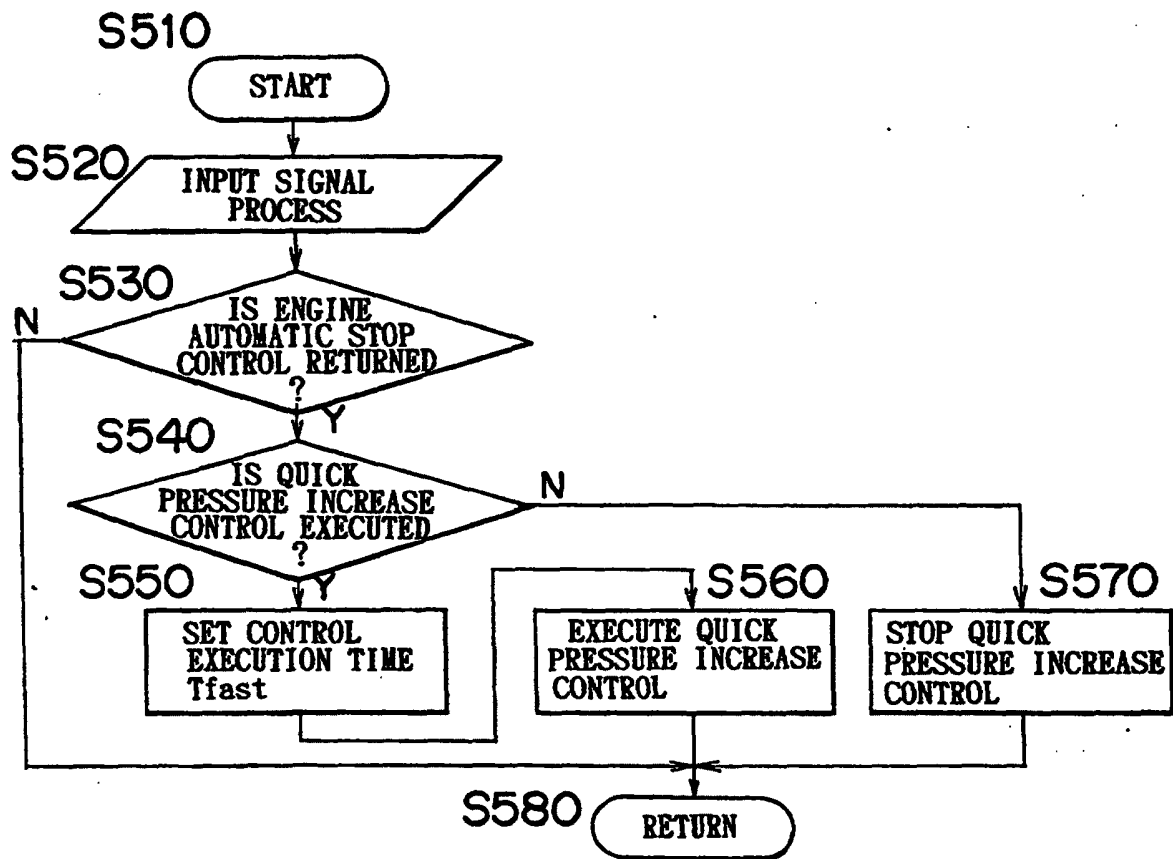 S510
START
S520
INPUT SIGNAL
PROCESS
S530
N
IS ENGINE
AUTOMATIC STOP
CONTROL RETURNED
?
Y
S540
IS QUICK
PRESSURE INCREASE
CONTROL EXECUTED
?
N
Y
S550
SET CONTROL
EXECUTION TIME
Tfast
S560
EXECUTE QUICK
PRESSURE INCREASE
CONTROL
S570
STOP QUICK
PRESSURE INCREASE
CONTROL
S580
RETURN